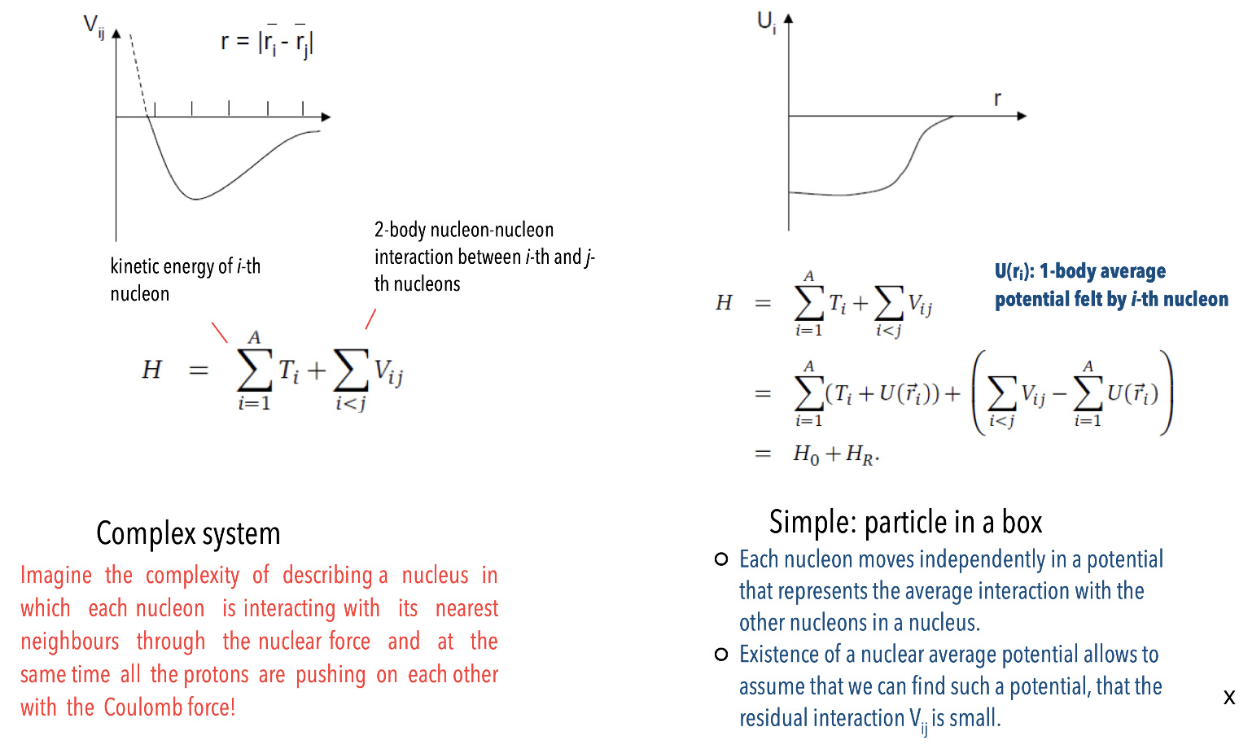 V_ij
r = |r̄_i - r̄_j|
kinetic energy of i-th
nucleon
2-body nucleon-nucleon
interaction between i-th and j-
th nucleons
H = \sum_{i=1}^{A} T_i + \sum_{i<j} V_{ij}
Complex system
Imagine the complexity of describing a nucleus in
which each nucleon is interacting with its nearest
neighbours through the nuclear force and at the
same time all the protons are pushing on each other
with the Coulomb force!
U_i
r
U(r_i): 1-body average
potential felt by i-th nucleon
H = \sum_{i=1}^{A} T_i + \sum_{i<j} V_{ij}
= \sum_{i=1}^{A} (T_i + U(\vec{r}_i)) + \left( \sum_{i<j} V_{ij} - \sum_{i=1}^{A} U(\vec{r}_i) \right)
= H_0 + H_R.
Simple: particle in a box
Each nucleon moves independently in a potential
that represents the average interaction with the
other nucleons in a nucleus.
Existence of a nuclear average potential allows to
assume that we can find such a potential, that the
residual interaction V_ij is small.
x